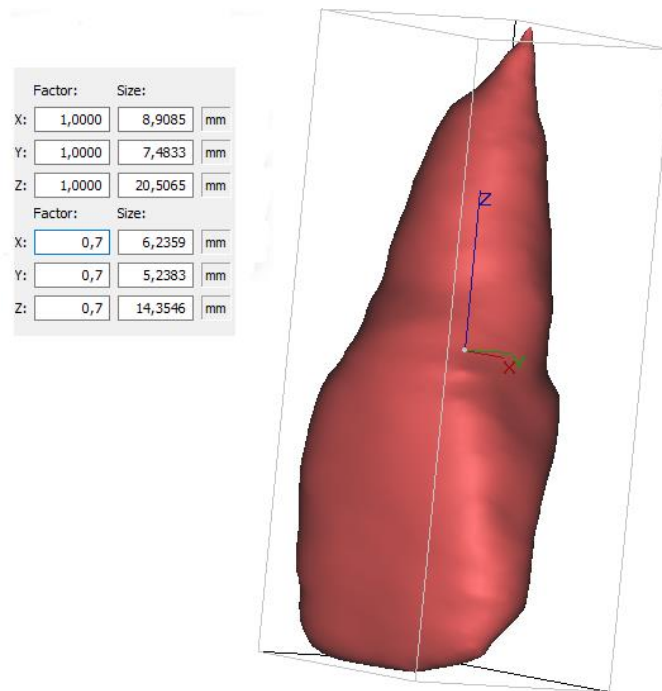 Factor: Size:
X: 1,0000 8,9085 mm
Y: 1,0000 7,4833 mm
Z: 1,0000 20,5065 mm
Factor: Size:
X: 0,7 6,2359 mm
Y: 0,7 5,2383 mm
Z: 0,7 14,3546 mm
Z
Y
X